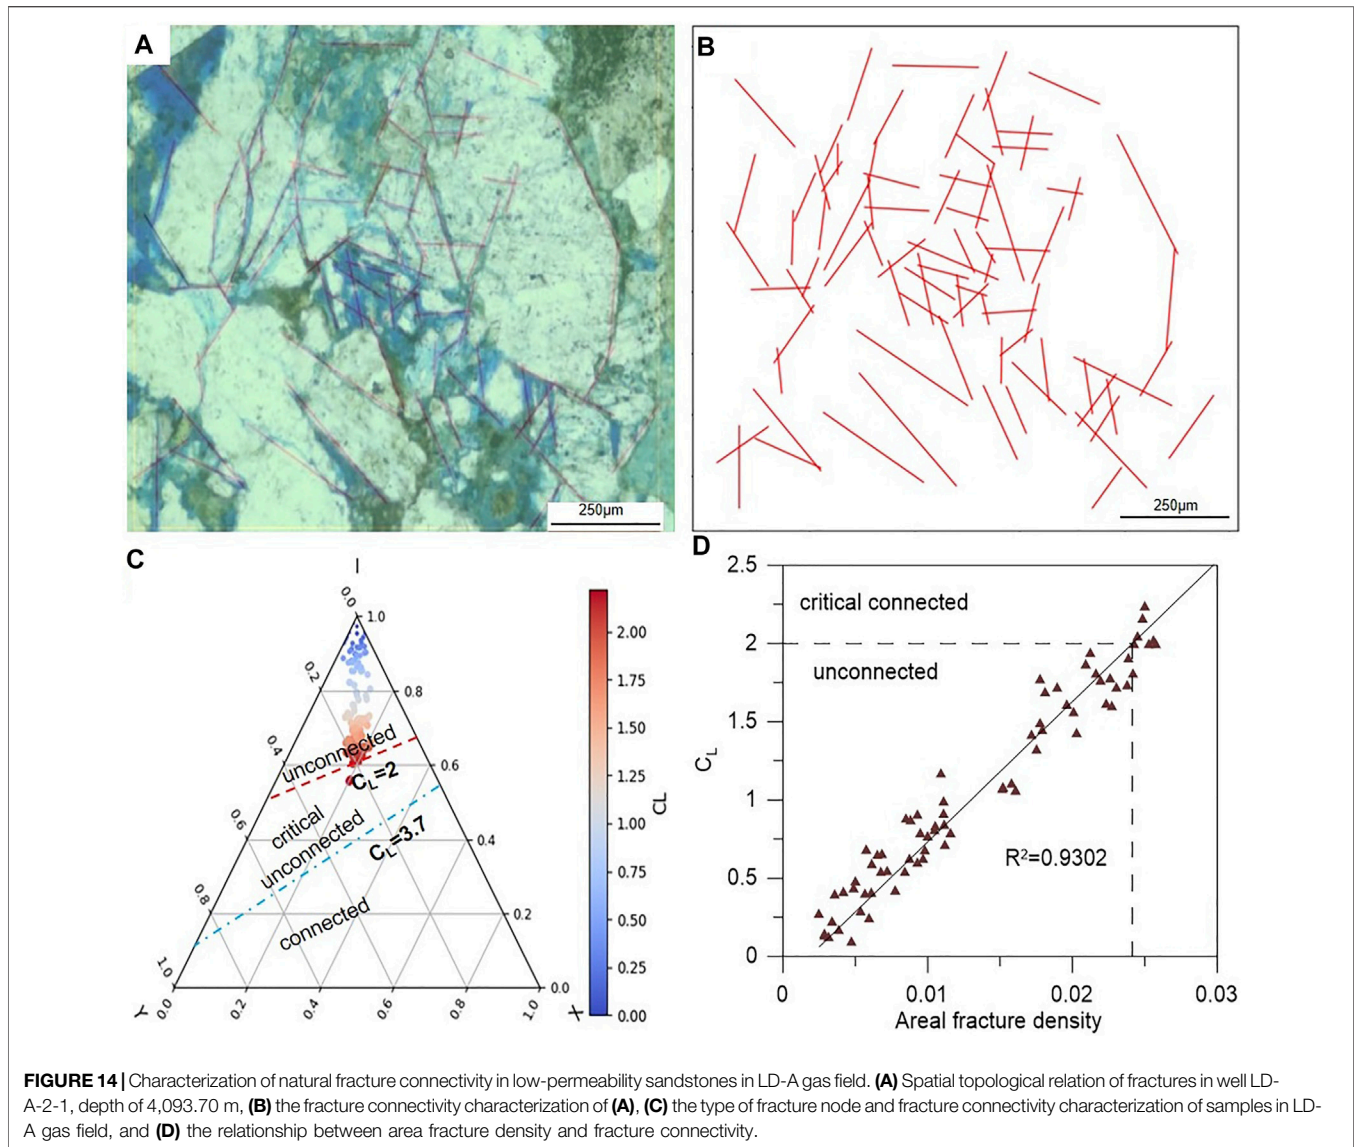 A
B
250μm
250μm
C
I
0.0
1.0
0.2
0.8
0.4
0.6
0.6
0.4
0.8
0.2
1.0
0.0
Y
0.0
0.2
0.4
0.6
0.8
1.0
X
unconnected
C_L=2
critical
unconnected
C_L=3.7
connected
2.00
1.75
1.50
1.25
1.00
0.75
0.50
0.25
0.00
CL
D
2.5
2
1.5
1
0.5
0
C_L
critical connected
unconnected
R²=0.9302
0
0.01
0.02
0.03
Areal fracture density
FIGURE 14 | Characterization of natural fracture connectivity in low-permeability sandstones in LD-A gas field. (A) Spatial topological relation of fractures in well LD-
A-2-1, depth of 4,093.70 m, (B) the fracture connectivity characterization of (A), (C) the type of fracture node and fracture connectivity characterization of samples in LD-
A gas field, and (D) the relationship between area fracture density and fracture connectivity.